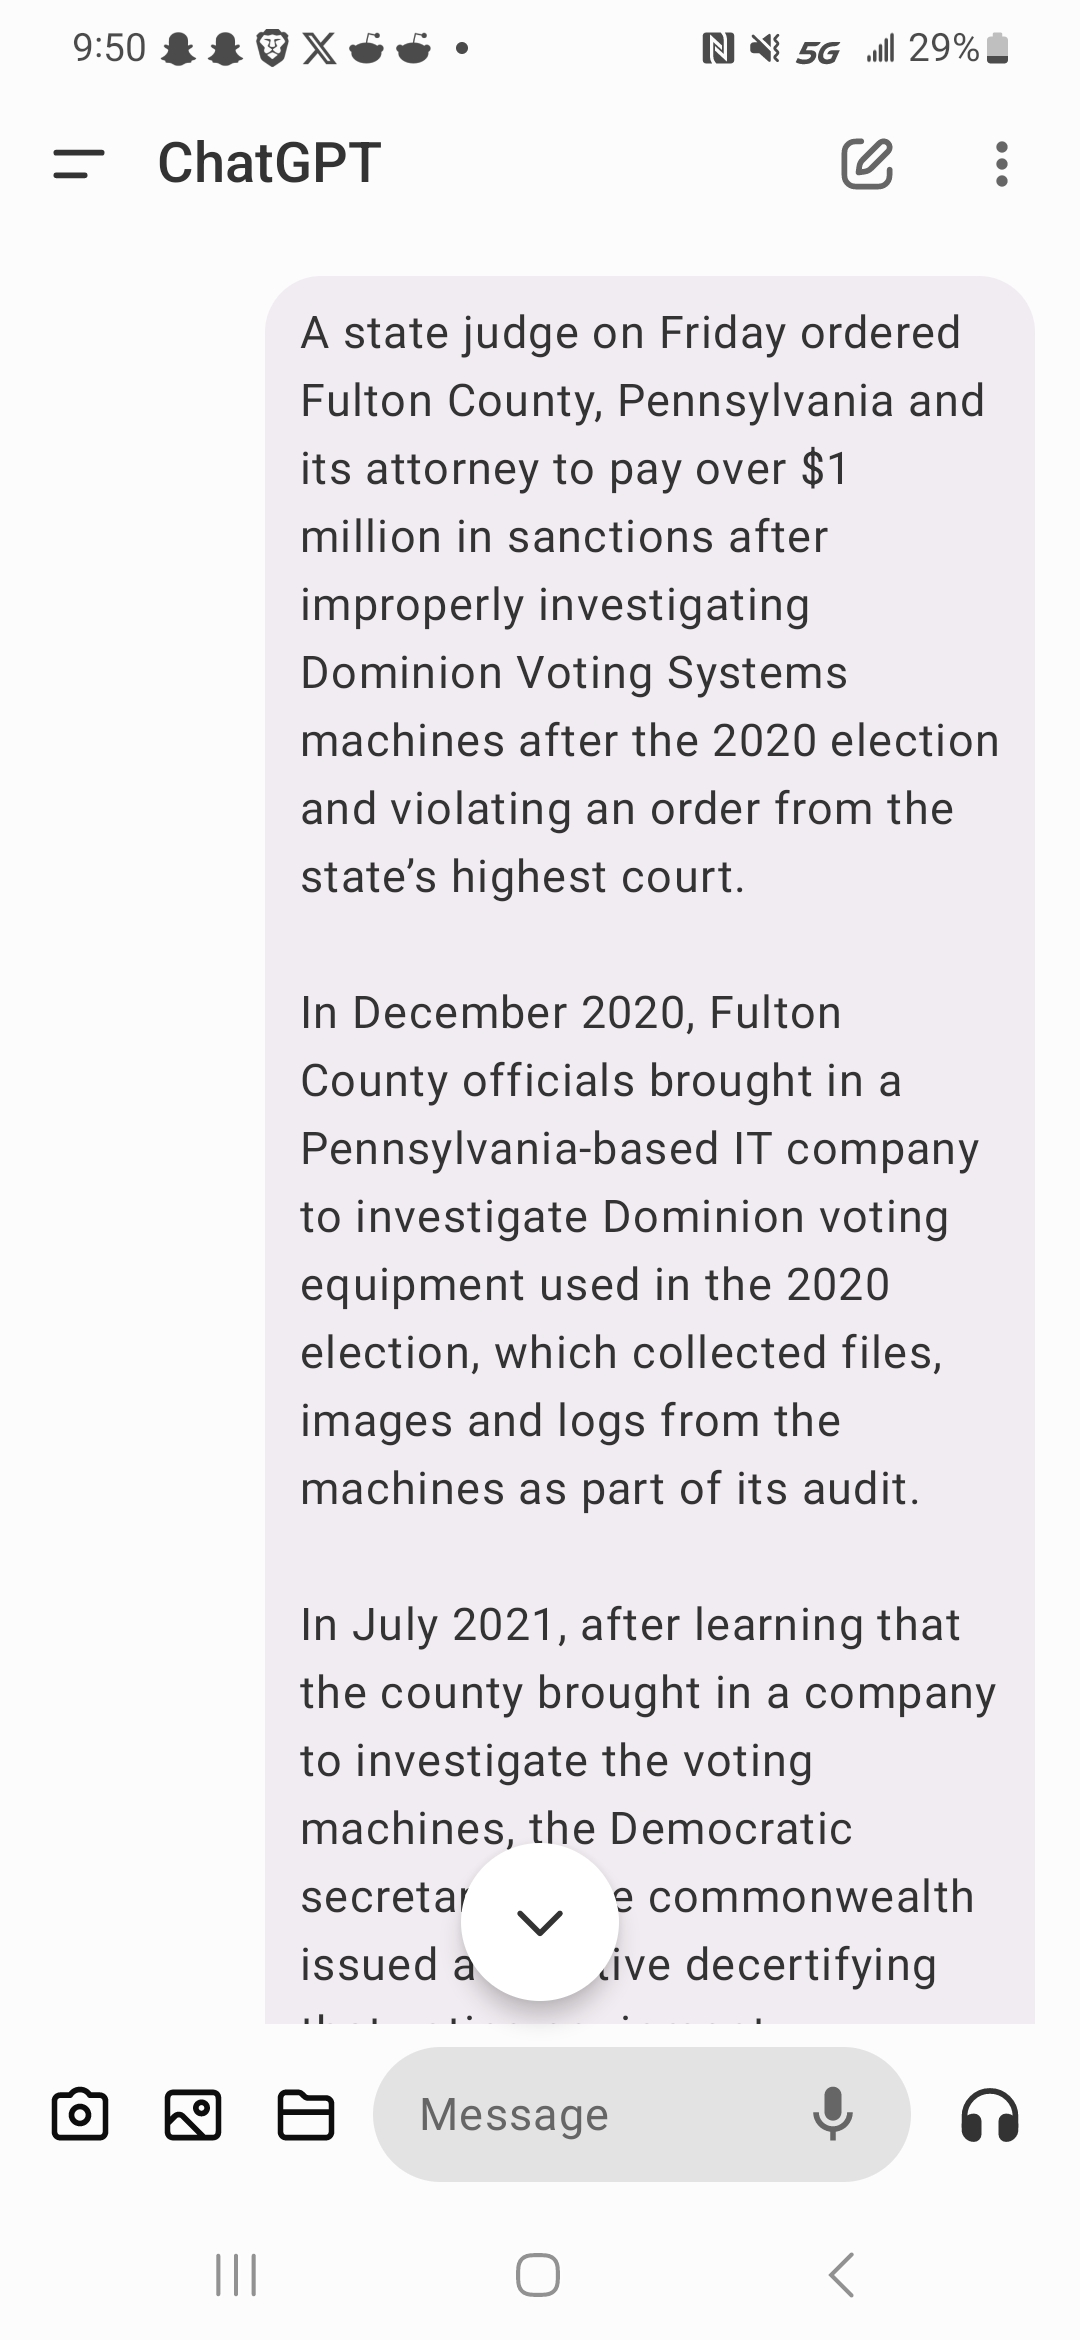 9:50 5G 29%
ChatGPT
A state judge on Friday ordered
Fulton County, Pennsylvania and
its attorney to pay over $1
million in sanctions after
improperly investigating
Dominion Voting Systems
machines after the 2020 election
and violating an order from the
state’s highest court.
In December 2020, Fulton
County officials brought in a
Pennsylvania-based IT company
to investigate Dominion voting
equipment used in the 2020
election, which collected files,
images and logs from the
machines as part of its audit.
In July 2021, after learning that
the county brought in a company
to investigate the voting
machines, the Democratic
commonwealth
issued decertifying
Message